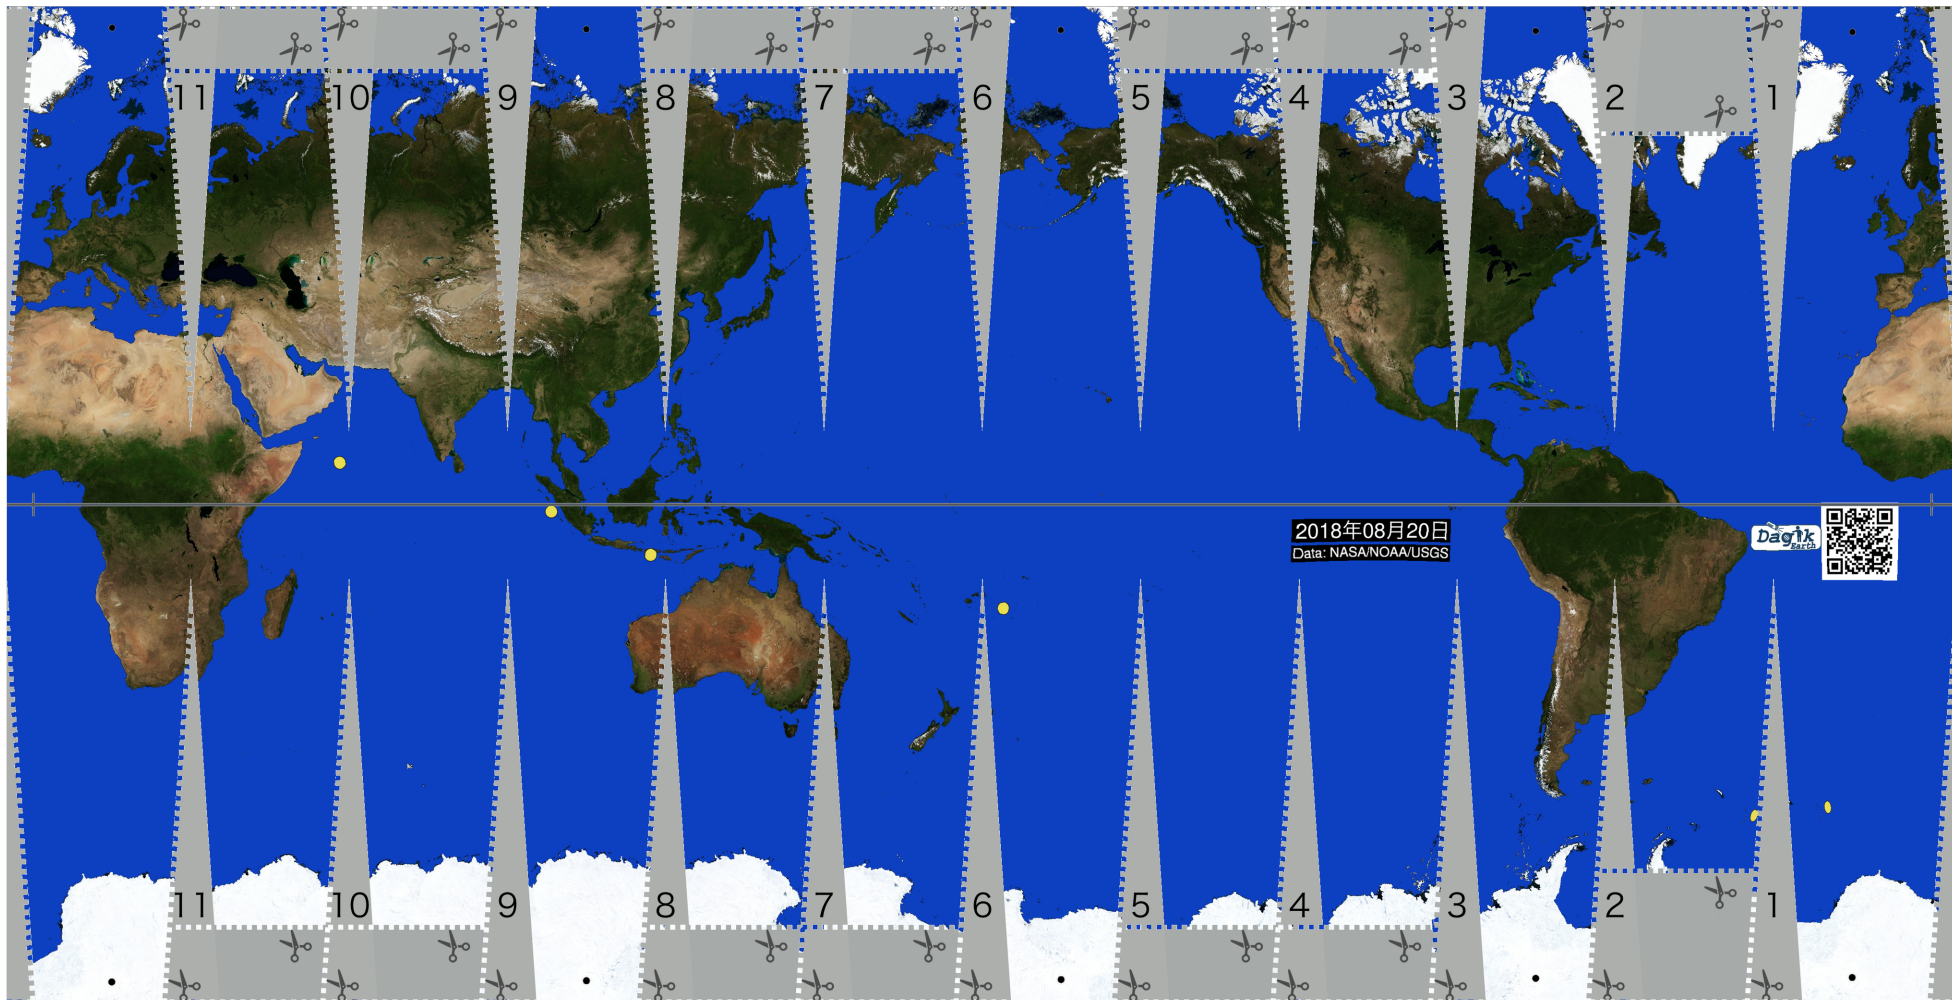 11 10 9 8 7 6 5 4 3 2 1
2018年08月20日
Data: NASA/NOAA/USGS
Dagik
Earth
11 10 9 8 7 6 5 4 3 2 1